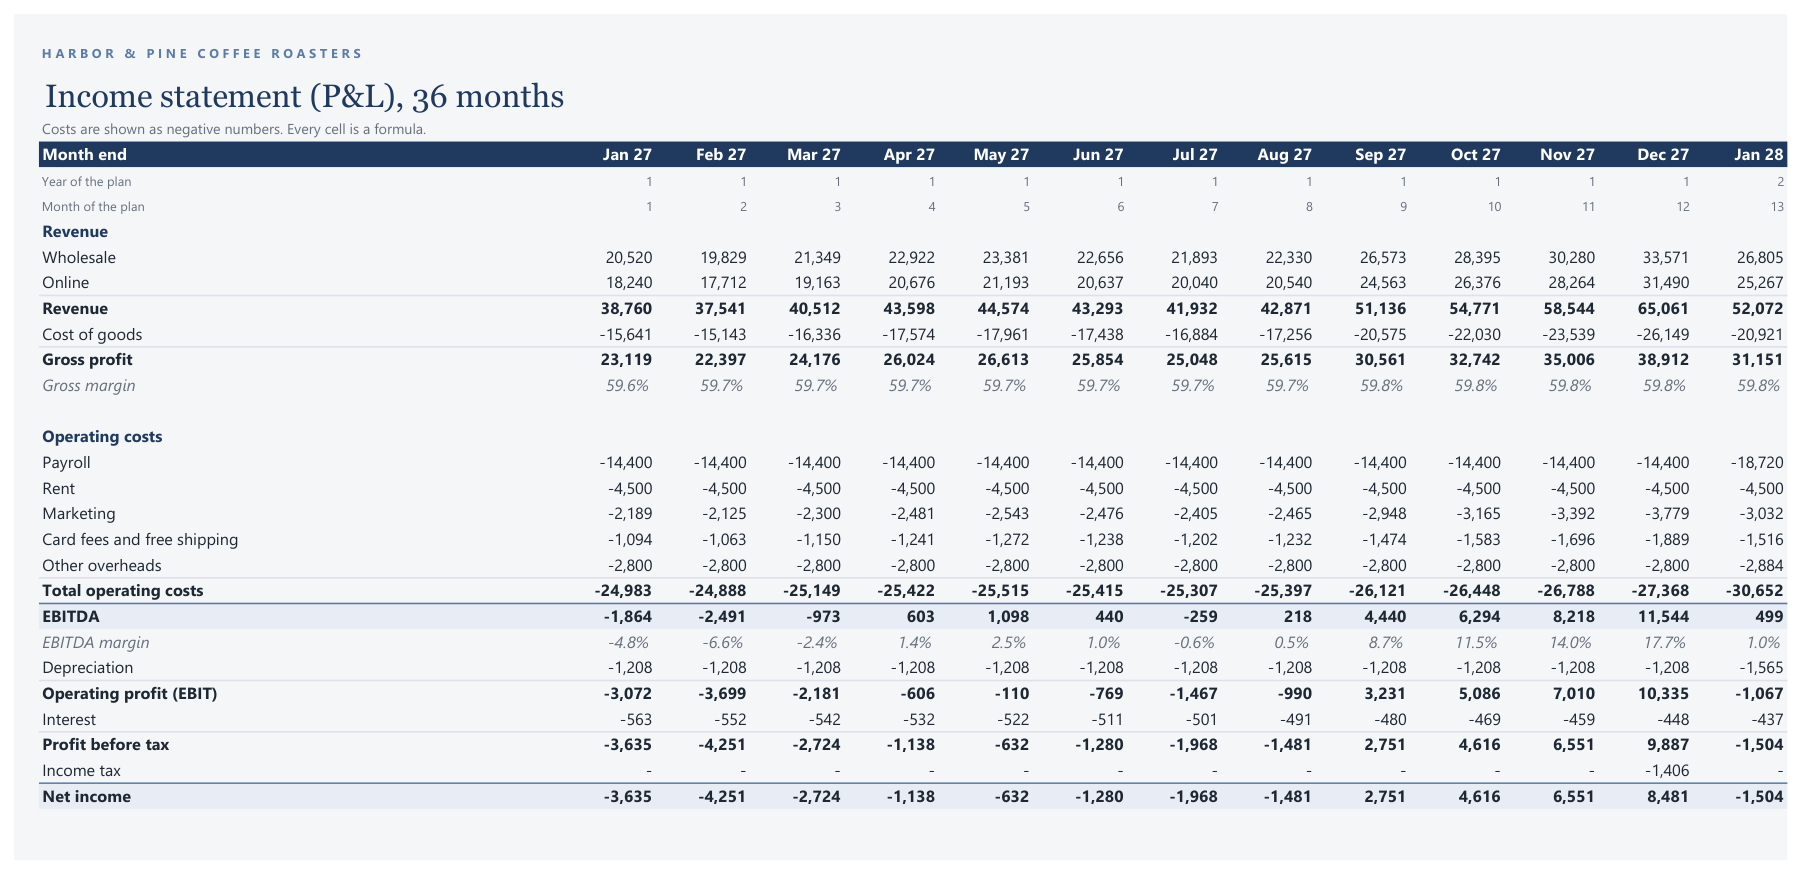 HARBOR & PINE COFFEE ROASTERS
Income statement (P&L), 36 months
Costs are shown as negative numbers. Every cell is a formula.
Month end Jan 27 Feb 27 Mar 27 Apr 27 May 27 Jun 27 Jul 27 Aug 27 Sep 27 Oct 27 Nov 27 Dec 27 Jan 28
Year of the plan 1 1 1 1 1 1 1 1 1 1 1 1 2
Month of the plan 1 2 3 4 5 6 7 8 9 10 11 12 13
Revenue
Wholesale 20,520 19,829 21,349 22,922 23,381 22,656 21,893 22,330 26,573 28,395 30,280 33,571 26,805
Online 18,240 17,712 19,163 20,676 21,193 20,637 20,040 20,540 24,563 26,376 28,264 31,490 25,267
Revenue 38,760 37,541 40,512 43,598 44,574 43,293 41,932 42,871 51,136 54,771 58,544 65,061 52,072
Cost of goods -15,641 -15,143 -16,336 -17,574 -17,961 -17,438 -16,884 -17,256 -20,575 -22,030 -23,539 -26,149 -20,921
Gross profit 23,119 22,397 24,176 26,024 26,613 25,854 25,048 25,615 30,561 32,742 35,006 38,912 31,151
Gross margin 59.6% 59.7% 59.7% 59.7% 59.7% 59.7% 59.7% 59.7% 59.8% 59.8% 59.8% 59.8% 59.8%
Operating costs
Payroll -14,400 -14,400 -14,400 -14,400 -14,400 -14,400 -14,400 -14,400 -14,400 -14,400 -14,400 -14,400 -18,720
Rent -4,500 -4,500 -4,500 -4,500 -4,500 -4,500 -4,500 -4,500 -4,500 -4,500 -4,500 -4,500 -4,500
Marketing -2,189 -2,125 -2,300 -2,481 -2,543 -2,476 -2,405 -2,465 -2,948 -3,165 -3,392 -3,779 -3,032
Card fees and free shipping -1,094 -1,063 -1,150 -1,241 -1,272 -1,238 -1,202 -1,232 -1,474 -1,583 -1,696 -1,889 -1,516
Other overheads -2,800 -2,800 -2,800 -2,800 -2,800 -2,800 -2,800 -2,800 -2,800 -2,800 -2,800 -2,800 -2,884
Total operating costs -24,983 -24,888 -25,149 -25,422 -25,515 -25,415 -25,307 -25,397 -26,121 -26,448 -26,788 -27,368 -30,652
EBITDA -1,864 -2,491 -973 603 1,098 440 -259 218 4,440 6,294 8,218 11,544 499
EBITDA margin -4.8% -6.6% -2.4% 1.4% 2.5% 1.0% -0.6% 0.5% 8.7% 11.5% 14.0% 17.7% 1.0%
Depreciation -1,208 -1,208 -1,208 -1,208 -1,208 -1,208 -1,208 -1,208 -1,208 -1,208 -1,208 -1,208 -1,565
Operating profit (EBIT) -3,072 -3,699 -2,181 -606 -110 -769 -1,467 -990 3,231 5,086 7,010 10,335 -1,067
Interest -563 -552 -542 -532 -522 -511 -501 -491 -480 -469 -459 -448 -437
Profit before tax -3,635 -4,251 -2,724 -1,138 -632 -1,280 -1,968 -1,481 2,751 4,616 6,551 9,887 -1,504
Income tax - - - - - - - - - - - -1,406 -
Net income -3,635 -4,251 -2,724 -1,138 -632 -1,280 -1,968 -1,481 2,751 4,616 6,551 8,481 -1,504